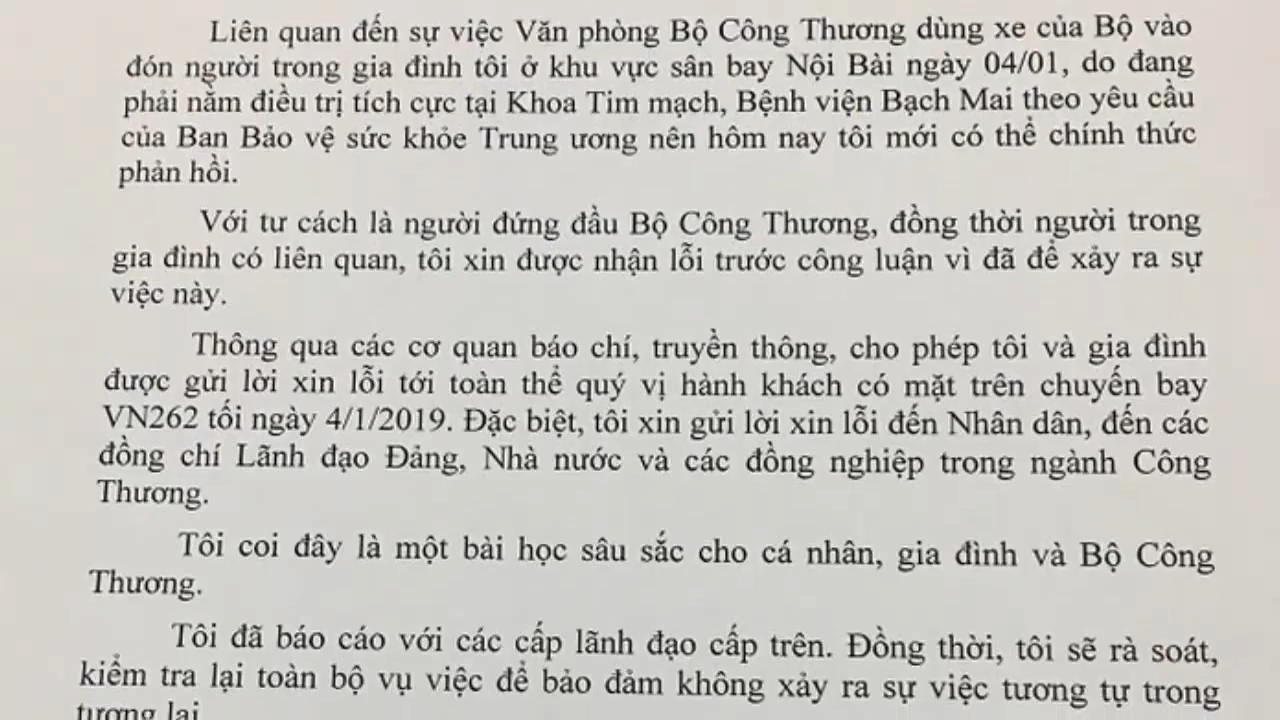 Liên quan đến sự việc Văn phòng Bộ Công Thương dùng xe của Bộ vào
đón người trong gia đình tôi ở khu vực sân bay Nội Bài ngày 04/01, do đang
phải nằm điều trị tích cực tại Khoa Tim mạch, Bệnh viện Bạch Mai theo yêu cầu
của Ban Bảo vệ sức khỏe Trung ương nên hôm nay tôi mới có thể chính thức
phản hồi.
Với tư cách là người đứng đầu Bộ Công Thương, đồng thời người trong
gia đình có liên quan, tôi xin được nhận lỗi trước công luận vì đã để xảy ra sự
việc này.
Thông qua các cơ quan báo chí, truyền thông, cho phép tôi và gia đình
được gửi lời xin lỗi tới toàn thể quý vị hành khách có mặt trên chuyến bay
VN262 tối ngày 4/1/2019. Đặc biệt, tôi xin gửi lời xin lỗi đến Nhân dân, đến các
đồng chí Lãnh đạo Đảng, Nhà nước và các đồng nghiệp trong ngành Công
Thương.
Tôi coi đây là một bài học sâu sắc cho cá nhân, gia đình và Bộ Công
Thương.
Tôi đã báo cáo với các cấp lãnh đạo cấp trên. Đồng thời, tôi sẽ rà soát,
kiểm tra lại toàn bộ vụ việc để bảo đảm không xảy ra sự việc tương tự trong
tương lai